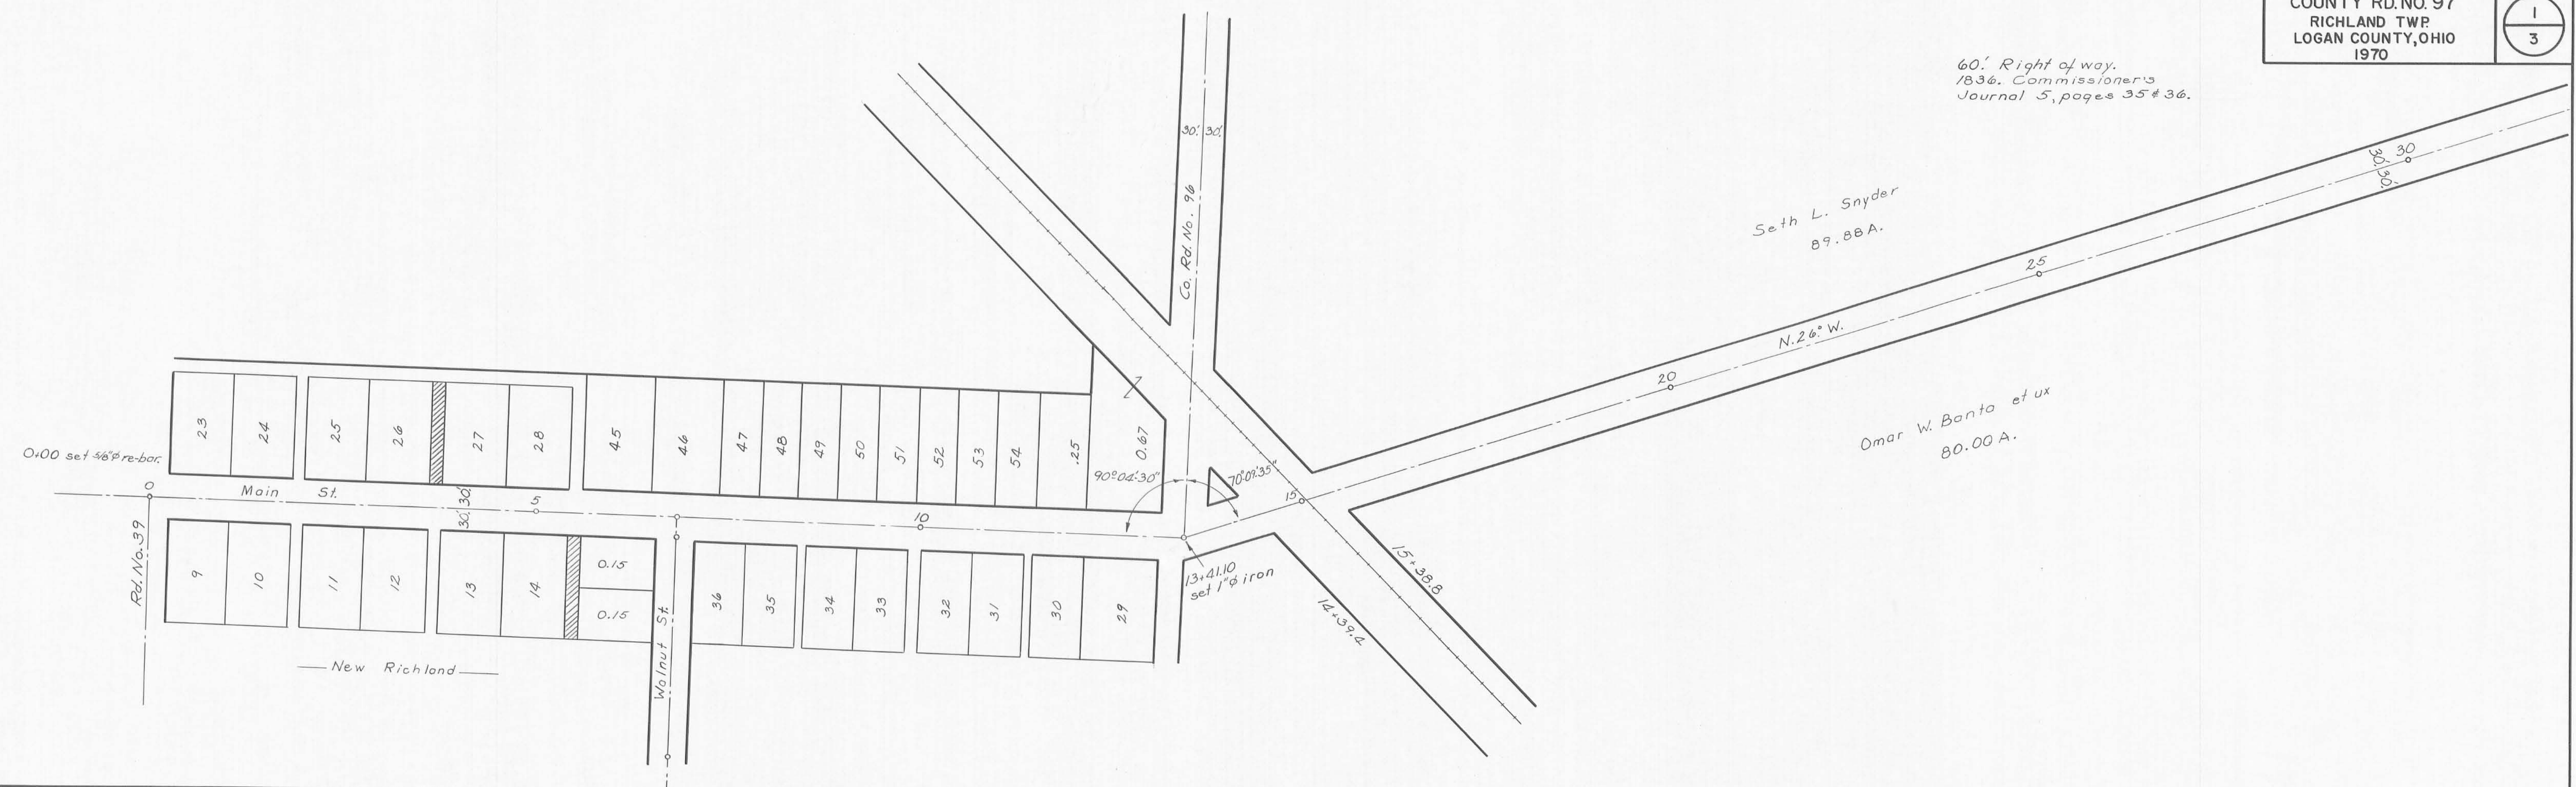 COUNTY RD. NO. 97
RICHLAND TWP.
LOGAN COUNTY, OHIO
1970
1
3
60.' Right of way.
1836. Commissioner's
Journal 5, pages 35 & 36.
30.' 30.'
Co. Rd. No. 96
30
30.' 30.'
Seth L. Snyder
89.88 A.
25
N. 26.° W.
20
Omar W. Banta et ux
80.00 A.
23
24
25
26
27
28
45
46
47
48
49
50
51
52
53
54
.25
0.67
0+00 set 5/8"ø re-bar.
0
Main St.
30.' 30.'
5
10
90°04'30"
70°07'35"
15
Rd. No. 39
9
10
11
12
13
14
0.15
0.15
Walnut St.
36
35
34
33
32
31
30
29
13+41.10
set 1"ø iron
15+38.8
14+39.4
New Richland